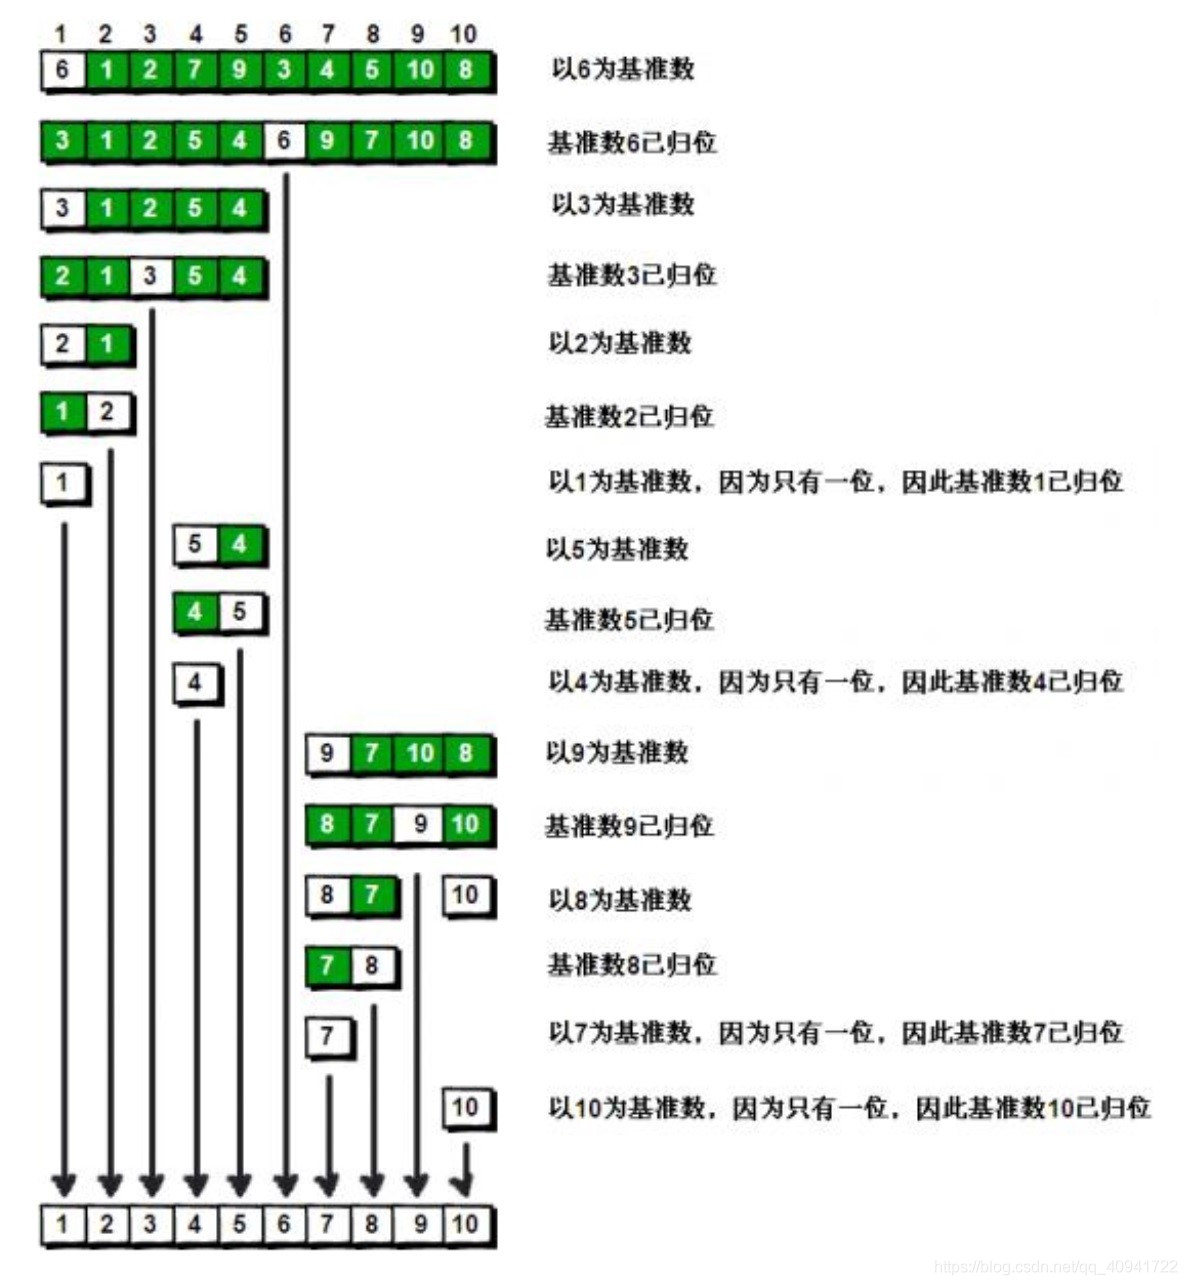 1 2 3 4 5 6 7 8 9 10
6 1 2 7 9 3 4 5 10 8 以6为基准数
3 1 2 5 4 6 9 7 10 8 基准数6己归位
3 1 2 5 4 以3为基准数
2 1 3 5 4 基准数3己归位
2 1 以2为基准数
1 2 基准数2己归位
1 以1为基准数，因为只有一位，因此基准数1己归位
5 4 以5为基准数
4 5 基准数5己归位
4 以4为基准数，因为只有一位，因此基准数4己归位
9 7 10 8 以9为基准数
8 7 9 10 基准数9己归位
8 7 10 以8为基准数
7 8 基准数8己归位
7 以7为基准数，因为只有一位，因此基准数7己归位
10 以10为基准数，因为只有一位，因此基准数10己归位
1 2 3 4 5 6 7 8 9 10
https://blog.csdn.net/qq_40941722